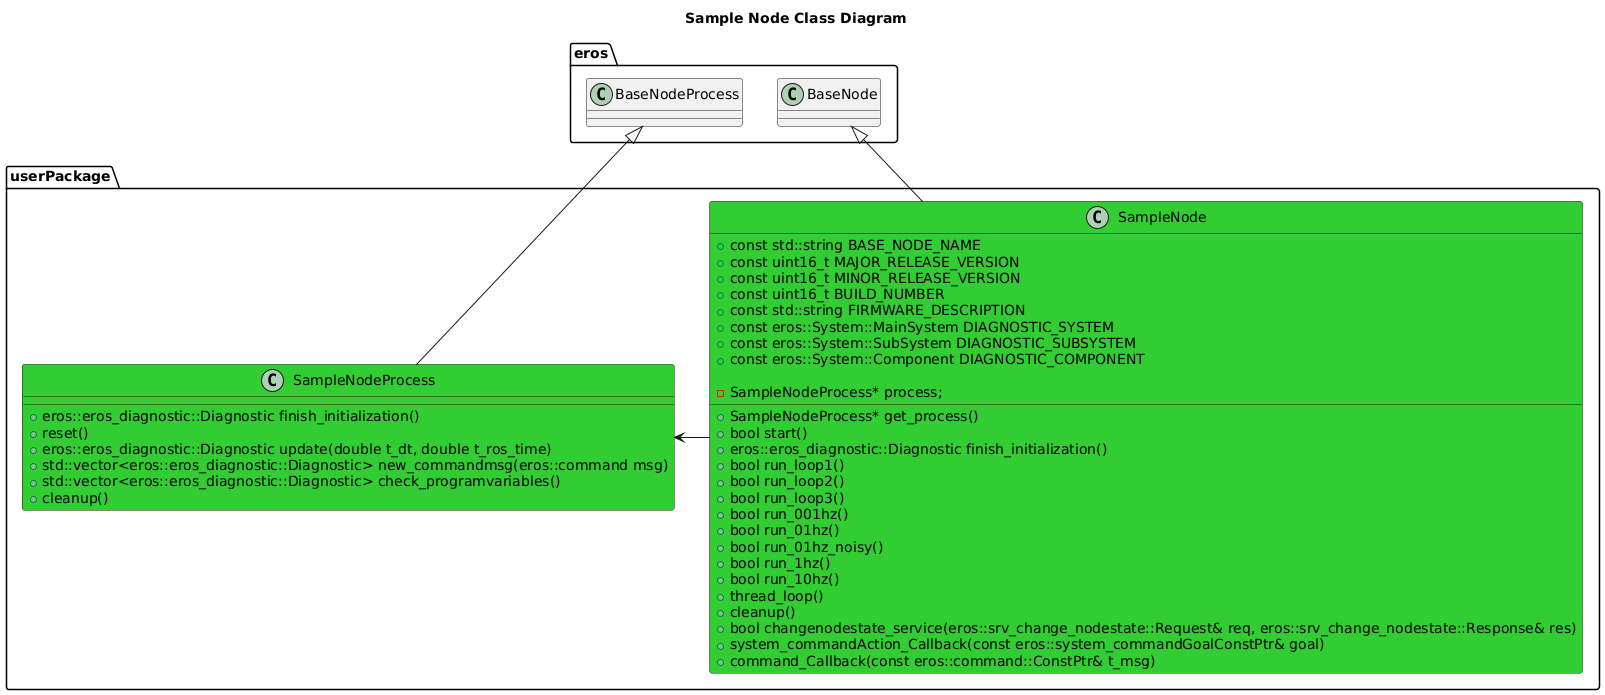 Sample Node Class Diagram
eros
C BaseNodeProcess
C BaseNode
userPackage
C SampleNode
const std::string BASE_NODE_NAME
const uint16_t MAJOR_RELEASE_VERSION
const uint16_t MINOR_RELEASE_VERSION
const uint16_t BUILD_NUMBER
const std::string FIRMWARE_DESCRIPTION
const eros::System::MainSystem DIAGNOSTIC_SYSTEM
const eros::System::SubSystem DIAGNOSTIC_SUBSYSTEM
const eros::System::Component DIAGNOSTIC_COMPONENT
SampleNodeProcess* process;
SampleNodeProcess* get_process()
bool start()
eros::eros_diagnostic::Diagnostic finish_initialization()
bool run_loop1()
bool run_loop2()
bool run_loop3()
bool run_001hz()
bool run_01hz()
bool run_01hz_noisy()
bool run_1hz()
bool run_10hz()
thread_loop()
cleanup()
bool changenodestate_service(eros::srv_change_nodestate::Request& req, eros::srv_change_nodestate::Response& res)
system_commandAction_Callback(const eros::system_commandGoalConstPtr& goal)
command_Callback(const eros::command::ConstPtr& t_msg)
C SampleNodeProcess
eros::eros_diagnostic::Diagnostic finish_initialization()
reset()
eros::eros_diagnostic::Diagnostic update(double t_dt, double t_ros_time)
std::vector<eros::eros_diagnostic::Diagnostic> new_commandmsg(eros::command msg)
std::vector<eros::eros_diagnostic::Diagnostic> check_programvariables()
cleanup()